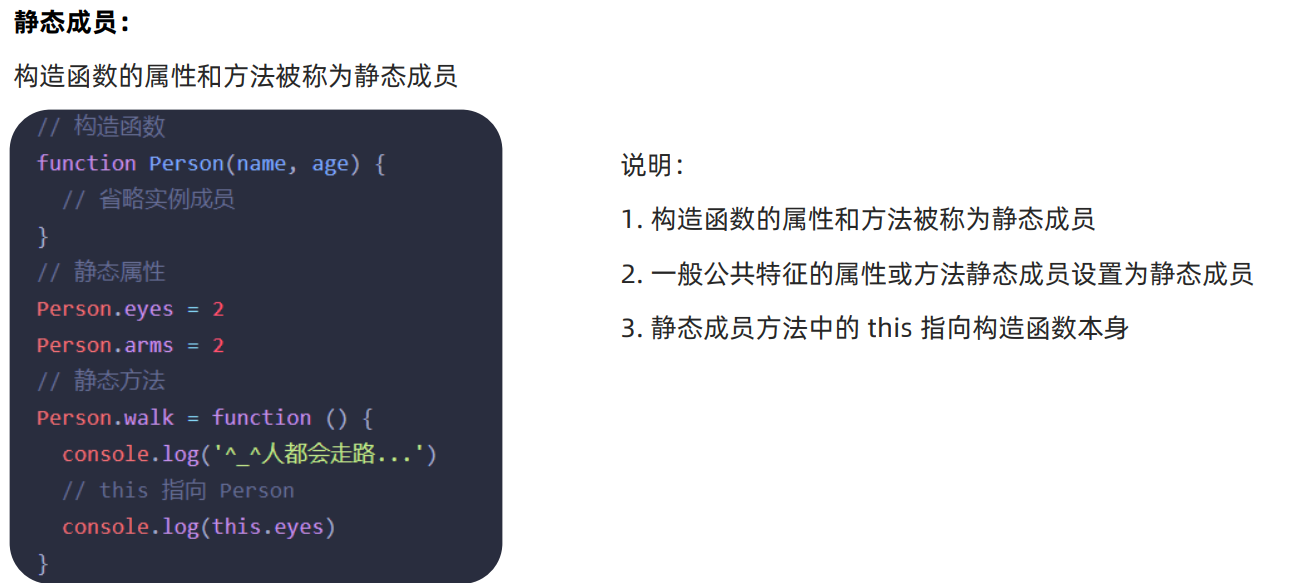 静态成员：
构造函数的属性和方法被称为静态成员
// 构造函数
function Person(name, age) {
  // 省略实例成员
}
// 静态属性
Person.eyes = 2
Person.arms = 2
// 静态方法
Person.walk = function () {
  console.log('^_^人都会走路...')
  // this 指向 Person
  console.log(this.eyes)
}
说明：
1. 构造函数的属性和方法被称为静态成员
2. 一般公共特征的属性或方法静态成员设置为静态成员
3. 静态成员方法中的 this 指向构造函数本身